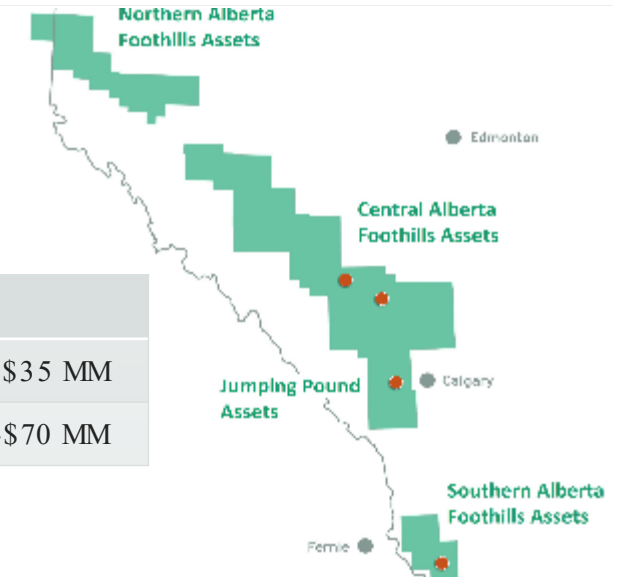 Northern Alberta
Foothills Assets
Edmonton
Central Alberta
Foothills Assets
$35 MM
Jumping Pound
Assets
Calgary
$70 MM
Southern Alberta
Foothills Assets
Fernie